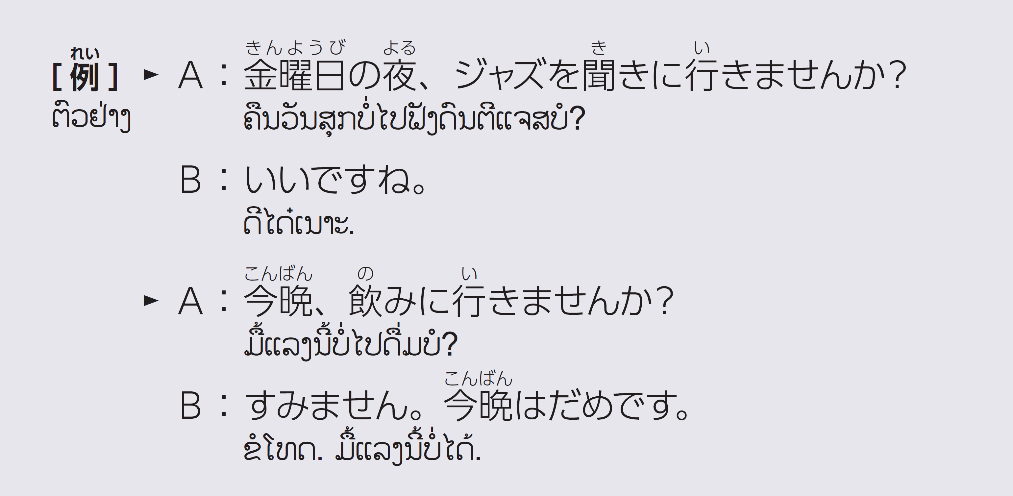 れい
[ 例 ]
ຕົວຢ່າງ
きんようび よる き い
► A：金曜日の夜、ジャズを聞きに行きませんか？
ຄືນວັນສຸກບໍ່ໄປຟັງດົນຕີແຈສບໍ?
B：いいですね。
ດີໄດ໋ເນາະ.
こんばん の い
► A：今晩、飲みに行きませんか？
ມື້ແລງນີ້ບໍ່ໄປດື່ມບໍ?
こんばん
B：すみません。今晩はだめです。
ຂໍໂທດ. ມື້ແລງນີ້ບໍ່ໄດ້.